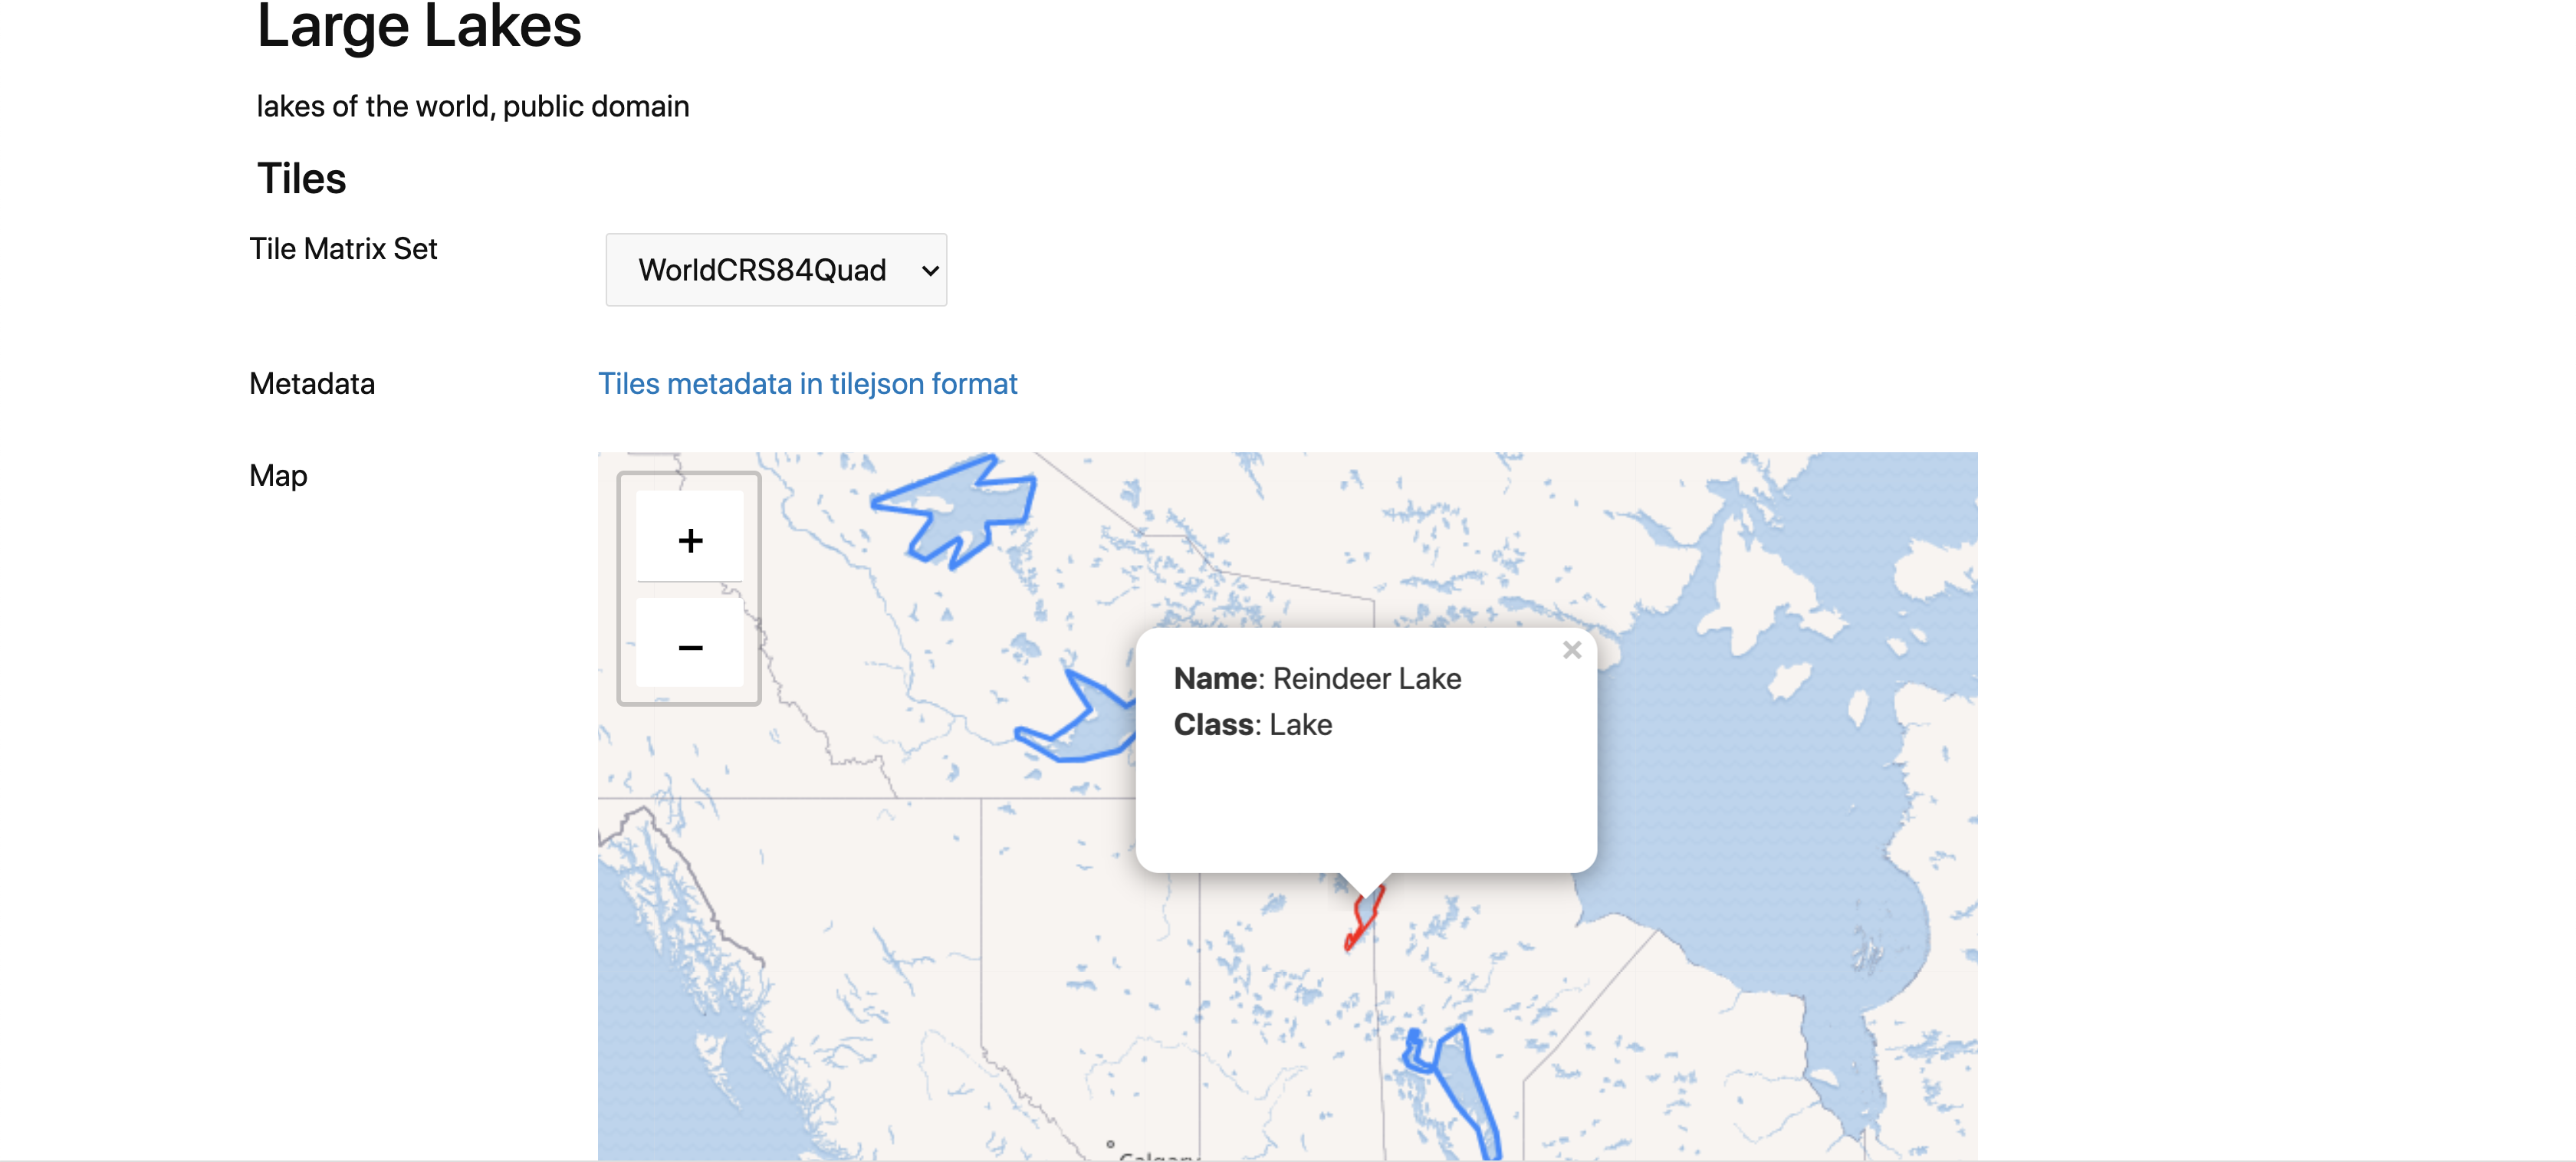 Large Lakes
lakes of the world, public domain
Tiles
Tile Matrix Set
WorldCRS84Quad
Metadata
Tiles metadata in tilejson format
Map
+
−
×
Name: Reindeer Lake
Class: Lake
Calgary